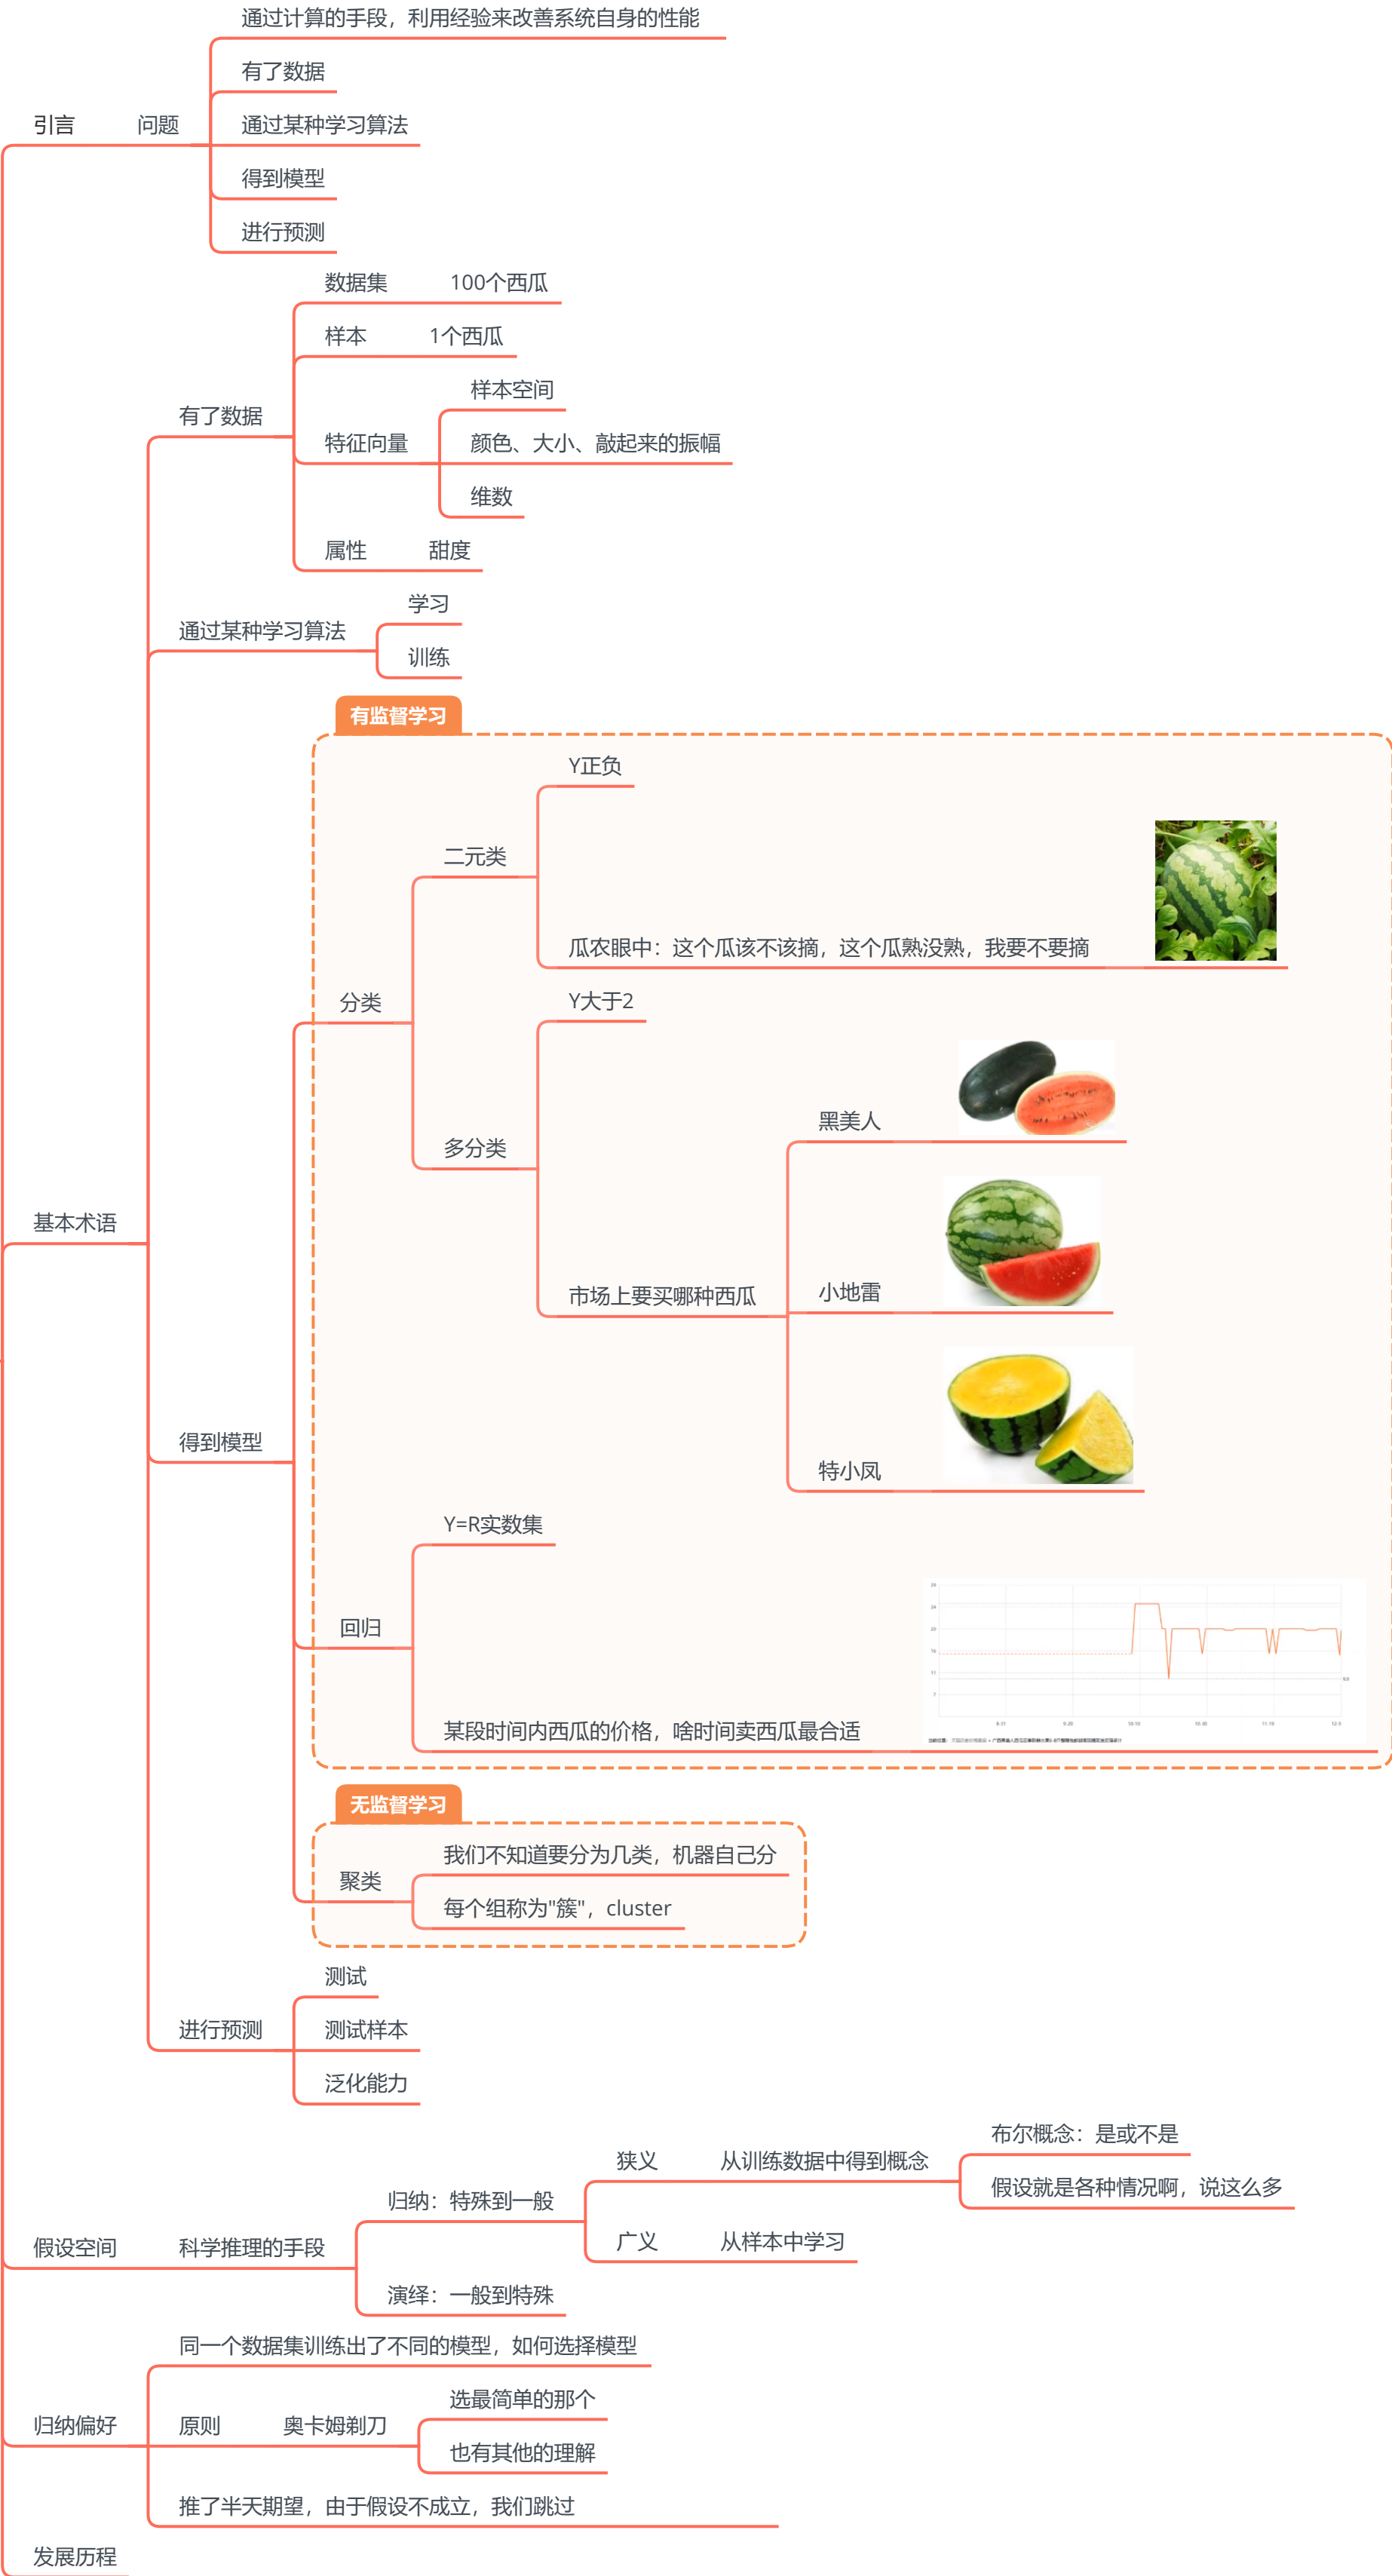 通过计算的手段，利用经验来改善系统自身的性能
有了数据
引言
问题
通过某种学习算法
得到模型
进行预测
数据集
100个西瓜
样本
1个西瓜
样本空间
有了数据
特征向量
颜色、大小、敲起来的振幅
维数
属性
甜度
学习
通过某种学习算法
训练
有监督学习
Y正负
二元类
瓜农眼中：这个瓜该不该摘，这个瓜熟没熟，我要不要摘
分类
Y大于2
黑美人
多分类
基本术语
市场上要买哪种西瓜
小地雷
得到模型
特小凤
Y=R实数集
回归
某段时间内西瓜的价格，啥时间卖西瓜最合适
无监督学习
我们不知道要分为几类，机器自己分
聚类
每个组称为"簇"，cluster
测试
进行预测
测试样本
泛化能力
布尔概念：是或不是
狭义
从训练数据中得到概念
假设就是各种情况啊，说这么多
归纳：特殊到一般
广义
从样本中学习
假设空间
科学推理的手段
演绎：一般到特殊
同一个数据集训练出了不同的模型，如何选择模型
选最简单的那个
归纳偏好
原则
奥卡姆剃刀
也有其他的理解
推了半天期望，由于假设不成立，我们跳过
发展历程